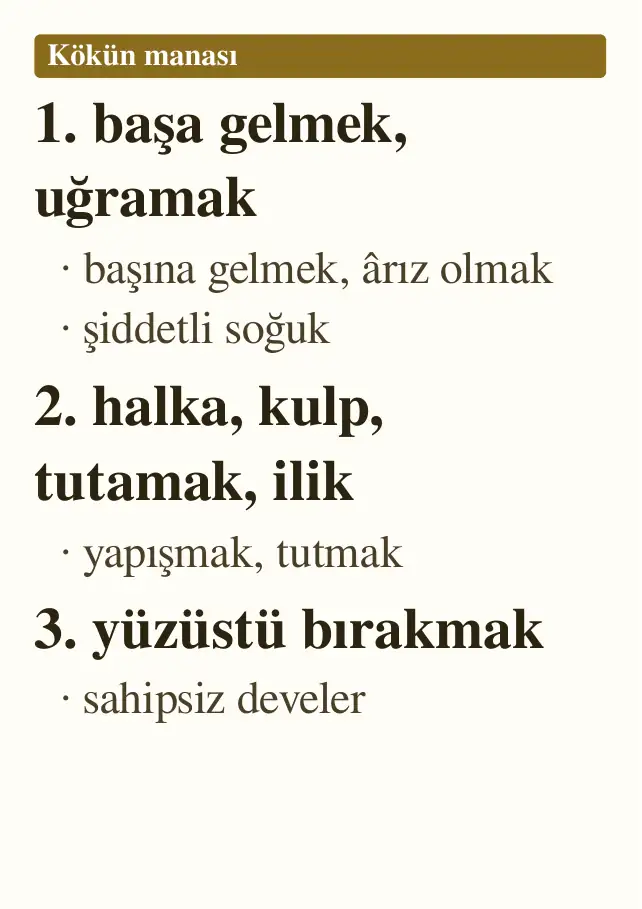 Kökün manası
1. başa gelmek,
uğramak
· başına gelmek, ârız olmak
· şiddetli soğuk
2. halka, kulp,
tutamak, ilik
· yapışmak, tutmak
3. yüzüstü bırakmak
· sahipsiz develer